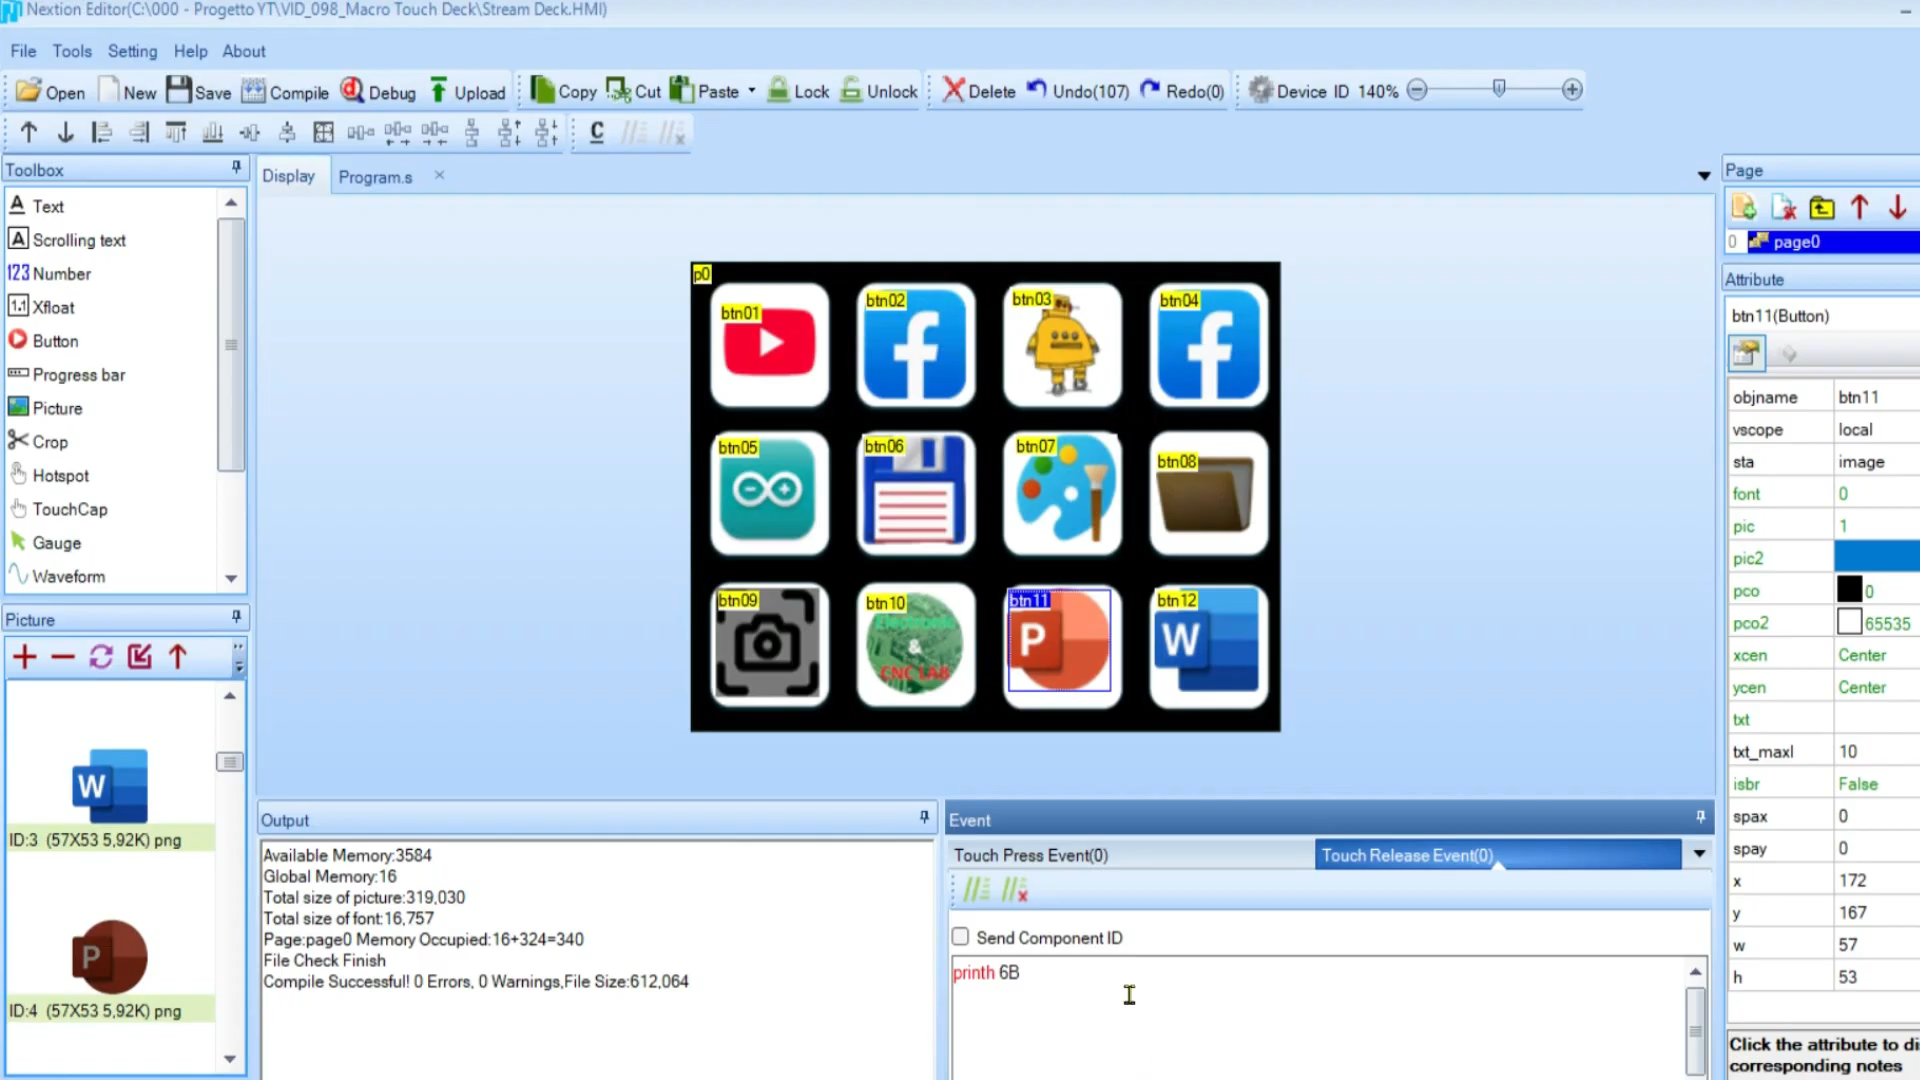 Nextion Editor(C:\000 - Progetto YT\VID_098_Macro Touch Deck\Stream Deck.HMI)
File Tools Setting Help About
Open New Save Compile Debug Upload Copy Cut Paste Lock Unlock Delete Undo(107) Redo(0) Device ID 140%
C
Toolbox
A Text
A Scrolling text
123 Number
1.1 Xfloat
Button
Progress bar
Picture
Crop
Hotspot
TouchCap
Gauge
Waveform
Picture
W
ID:3 (57X53 5,92K) png
P
ID:4 (57X53 5,92K) png
Display Program.s ×
p0
btn01 btn02 btn03 btn04
btn05 btn06 btn07 btn08
btn09 btn10 btn11 btn12
Electronic
&
CNC LAB
P
W
Output
Available Memory:3584
Global Memory:16
Total size of picture:319,030
Total size of font:16,757
Page:page0 Memory Occupied:16+324=340
File Check Finish
Compile Successful! 0 Errors, 0 Warnings,File Size:612,064
Event
Touch Press Event(0) Touch Release Event(0)
Send Component ID
printh 6B
Page
0 page0
Attribute
btn11(Button)
objname btn11
vscope local
sta image
font 0
pic 1
pic2
pco 0
pco2 65535
xcen Center
ycen Center
txt
txt_maxl 10
isbr False
spax 0
spay 0
x 172
y 167
w 57
h 53
Click the attribute to di
corresponding notes